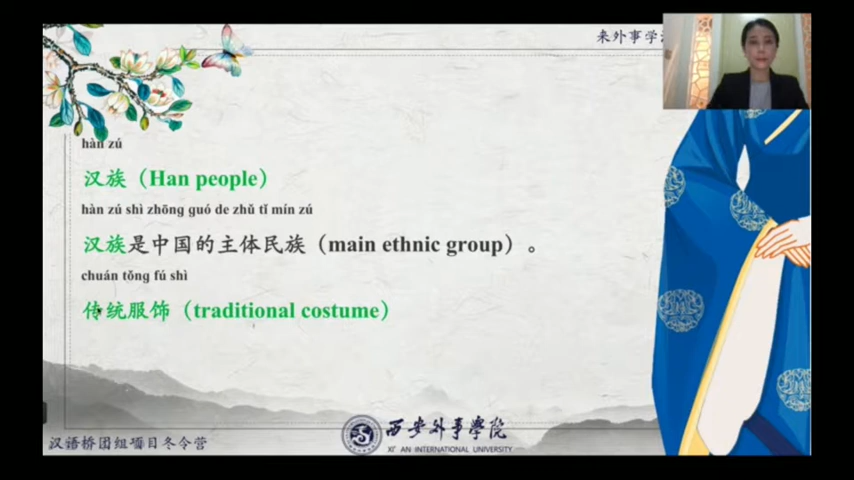 来外事学
hàn zú
汉族（Han people）
hàn zú shì zhōng guó de zhǔ tǐ mín zú
汉族是中国的主体民族（main ethnic group）。
chuán tǒng fú shì
传统服饰（traditional costume）
汉语桥团组项目冬令营
西安外事学院
XI' AN INTERNATIONAL UNIVERSITY